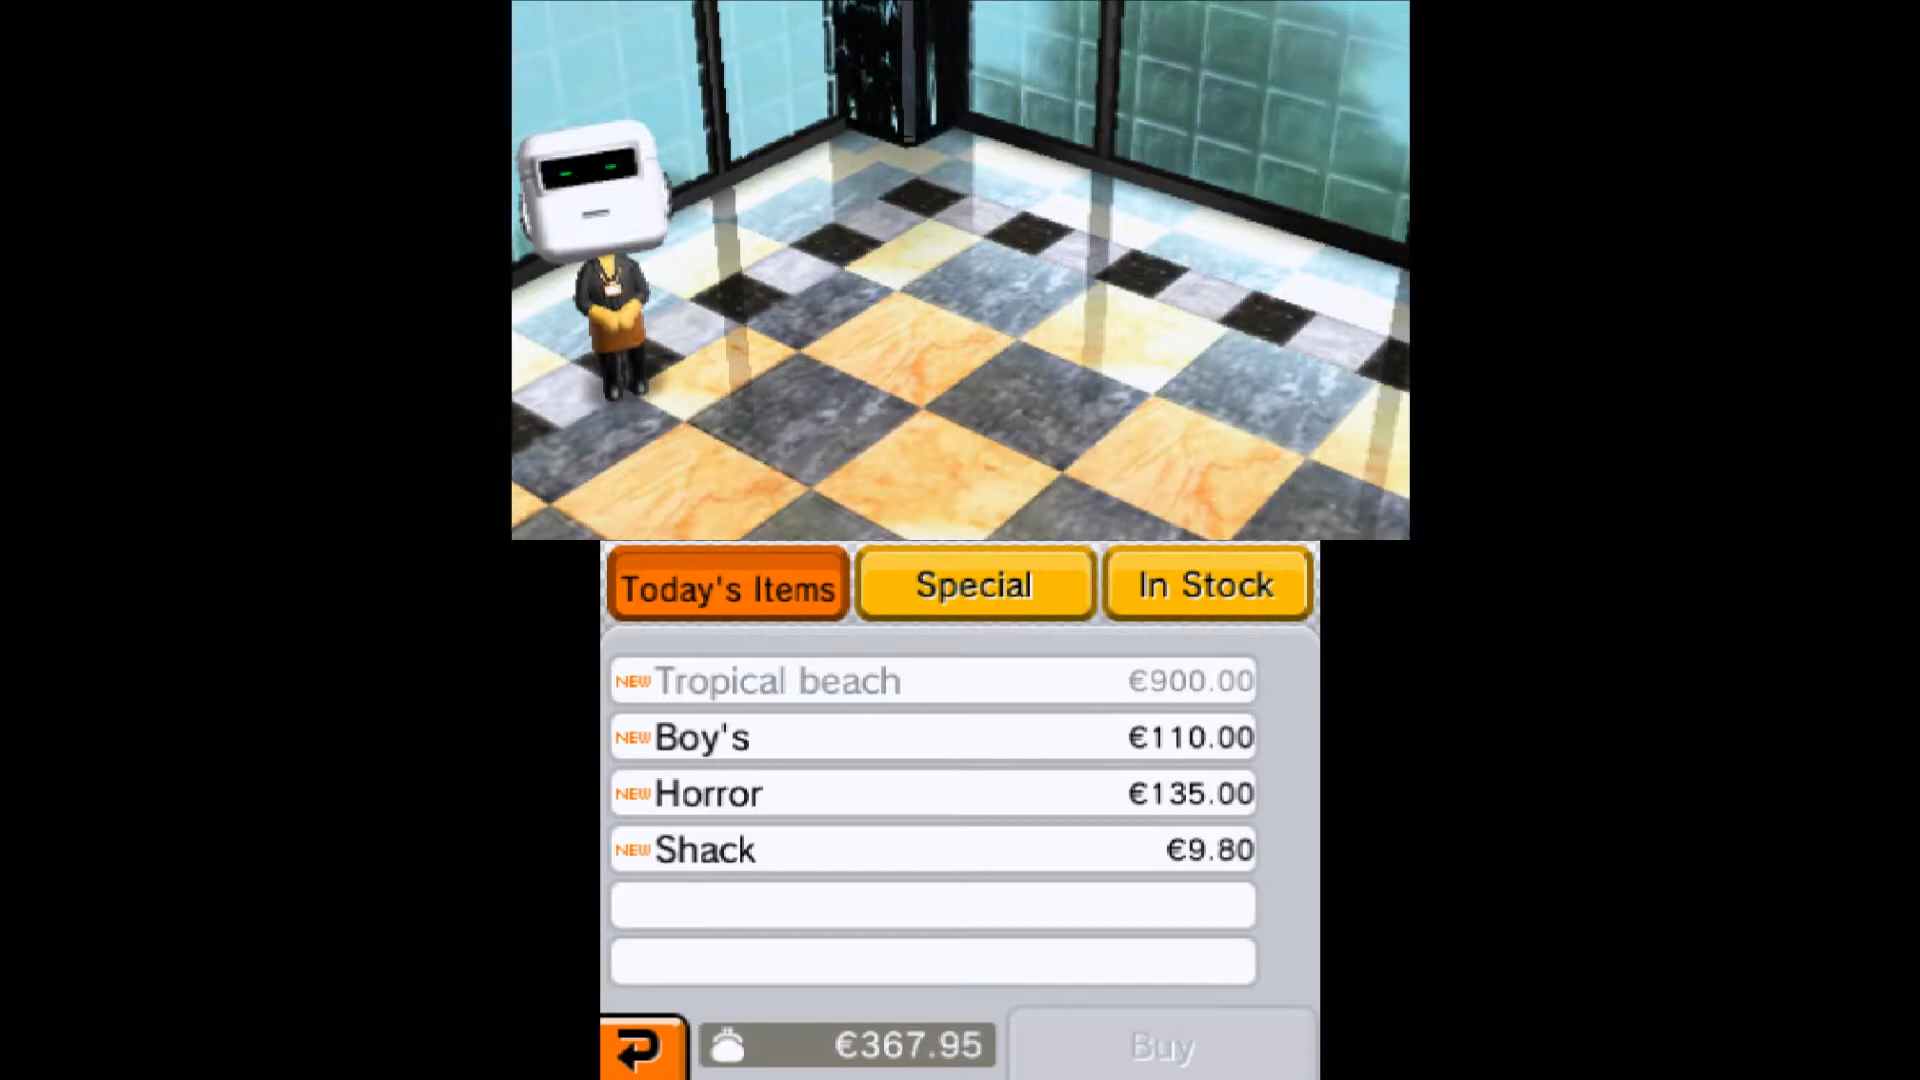 Today's Items Special In Stock
NEW Tropical beach €900.00
NEW Boy's €110.00
NEW Horror €135.00
NEW Shack €9.80
€367.95 Buy